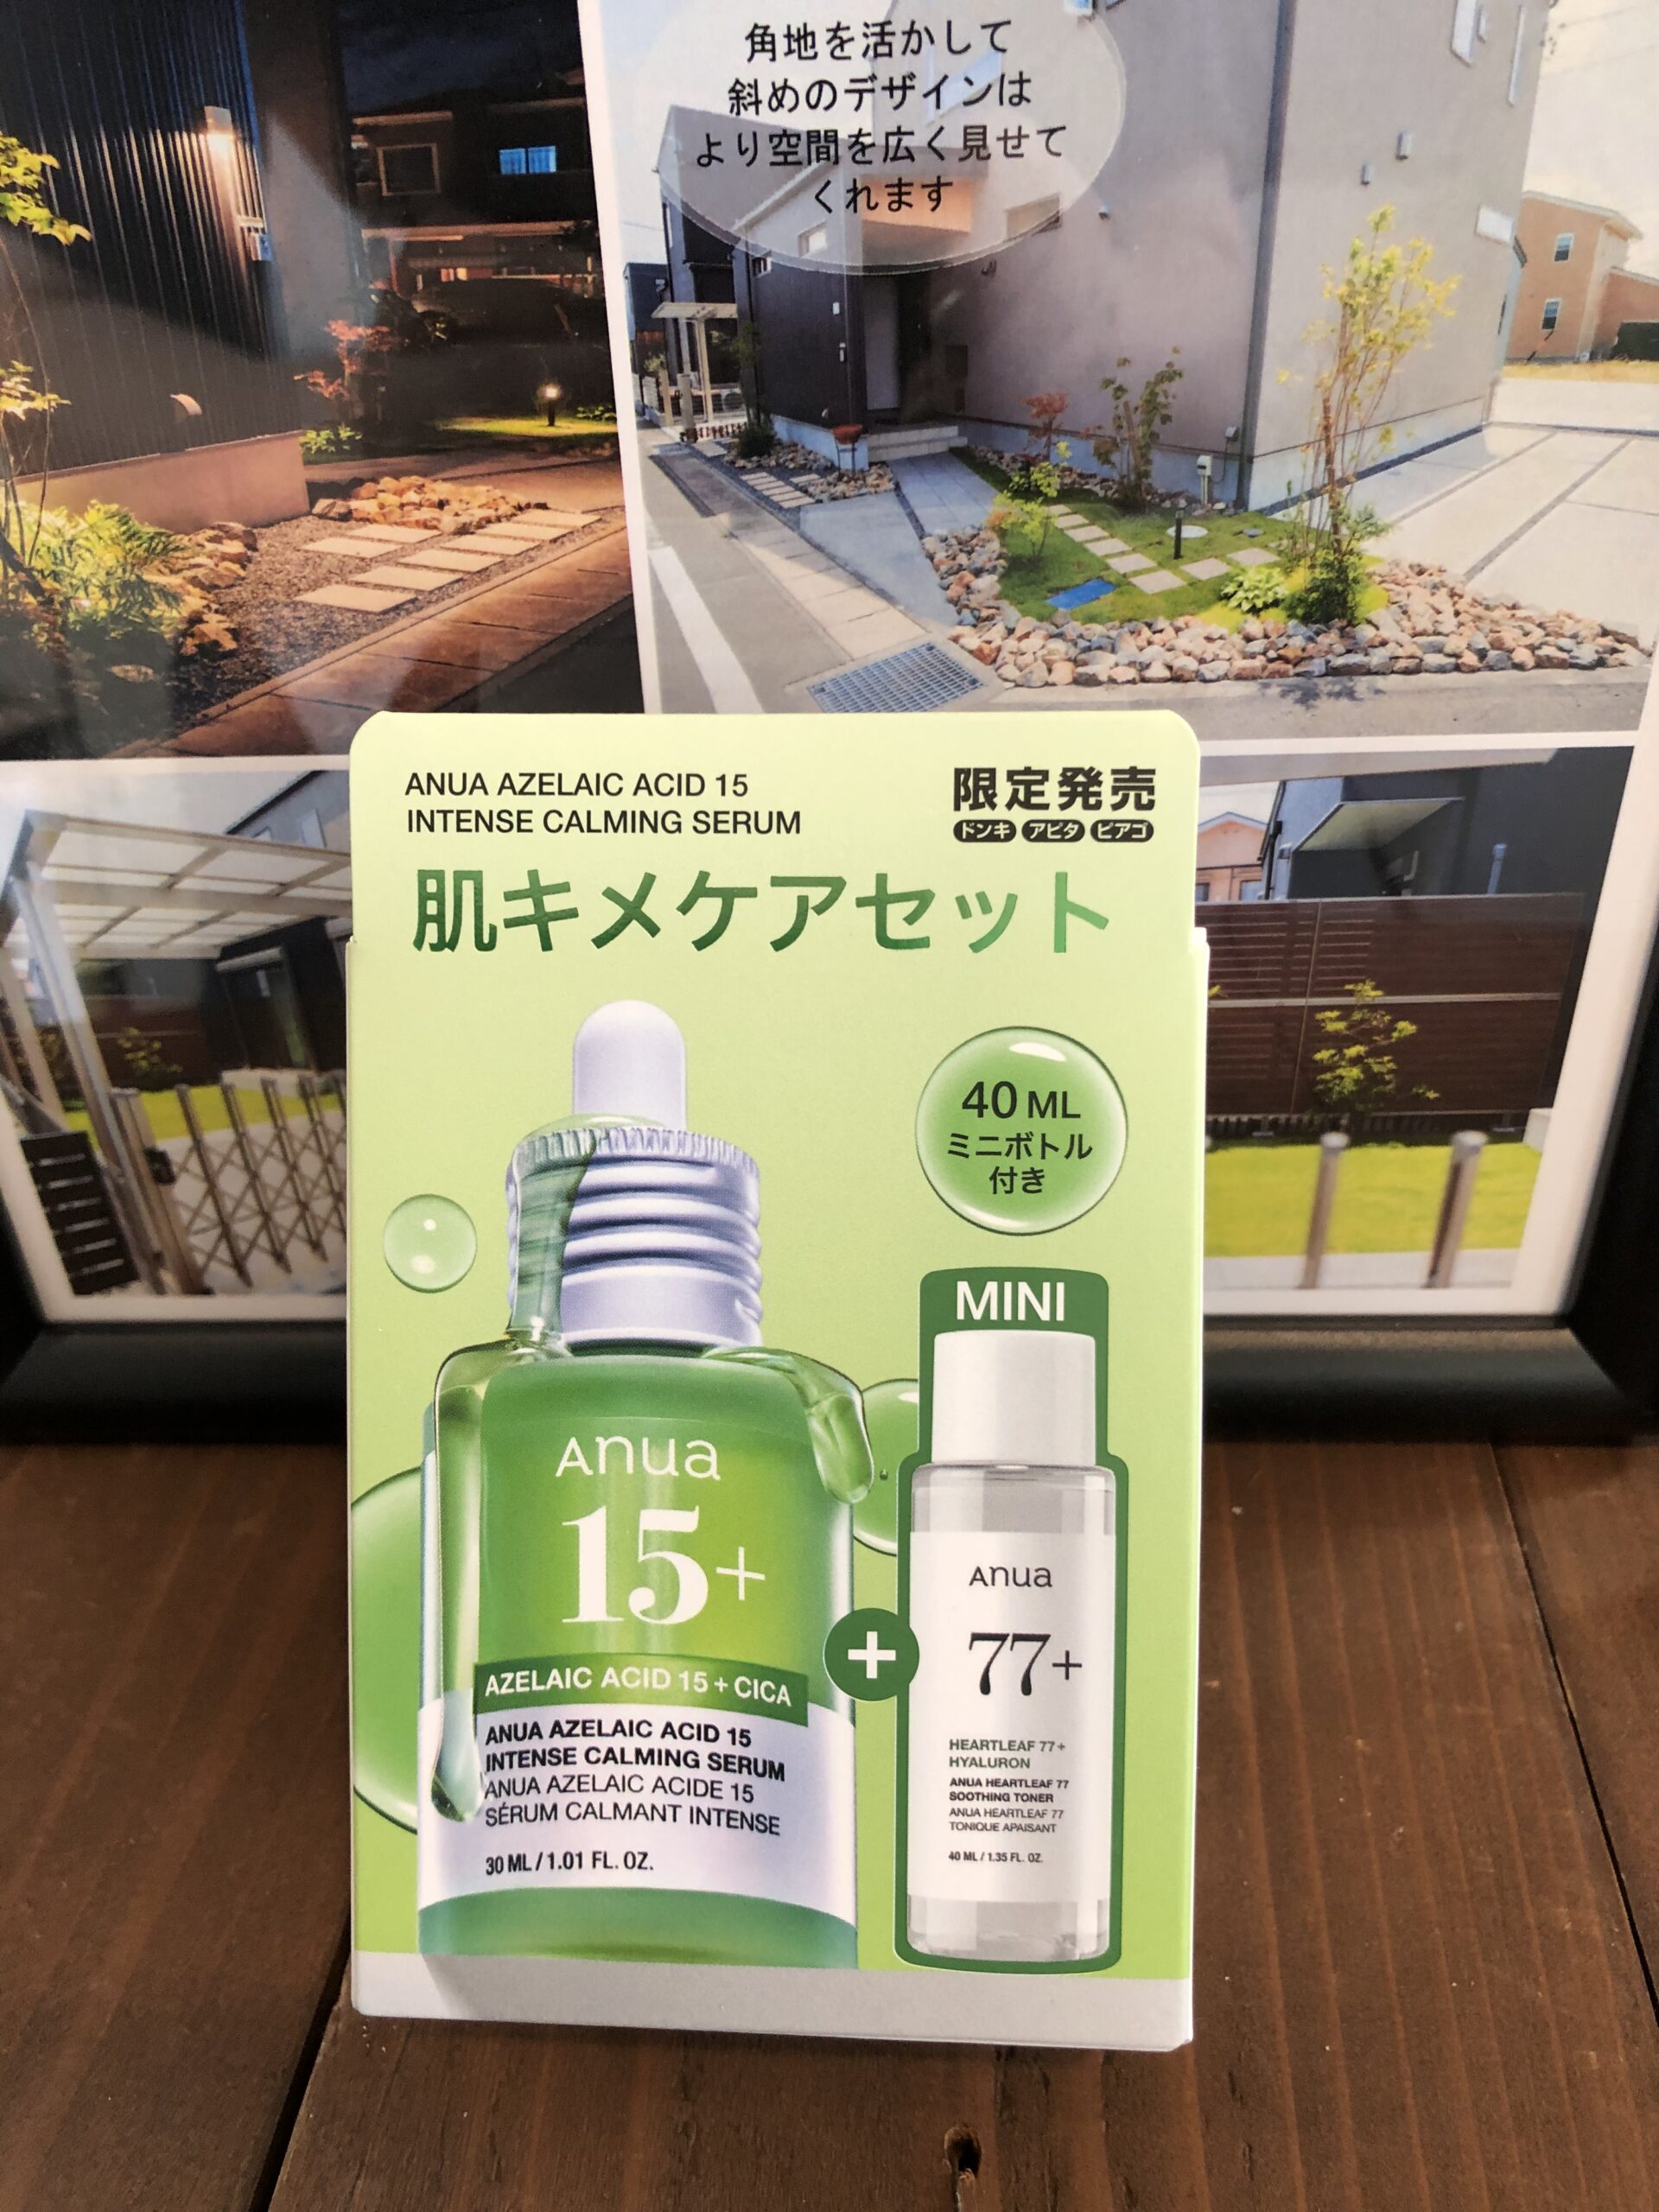 角地を活かして
斜めのデザインは
より空間を広く見せて
くれます
ANUA AZELAIC ACID 15
INTENSE CALMING SERUM
限定発売
ドンキ アピタ ピアゴ
肌キメケアセット
40 ML
ミニボトル
付き
MINI
Anua
15+
AZELAIC ACID 15 + CICA
ANUA AZELAIC ACID 15
INTENSE CALMING SERUM
ANUA AZELAIC ACIDE 15
SÉRUM CALMANT INTENSE
30 ML / 1.01 FL. OZ.
+
Anua
77+
HEARTLEAF 77+
HYALURON
ANUA HEARTLEAF 77
SOOTHING TONER
ANUA HEARTLEAF 77
TONIQUE APAISANT
40 ML / 1.35 FL. OZ.